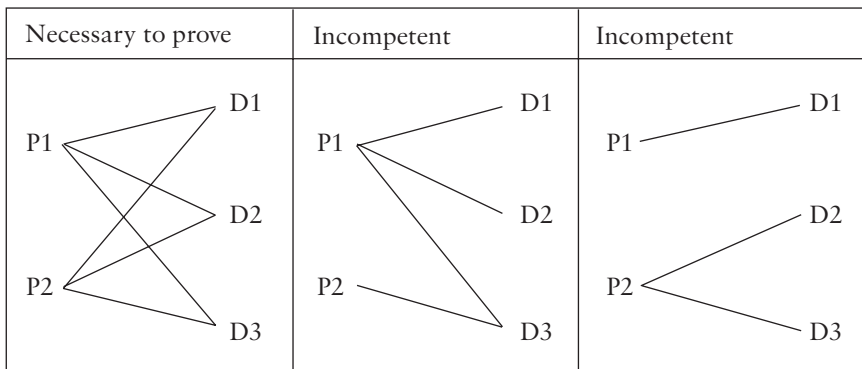 Necessary to prove
Incompetent
Incompetent
D1
P1
D2
P2
D3
D1
P1
D2
P2
D3
D1
P1
D2
P2
D3